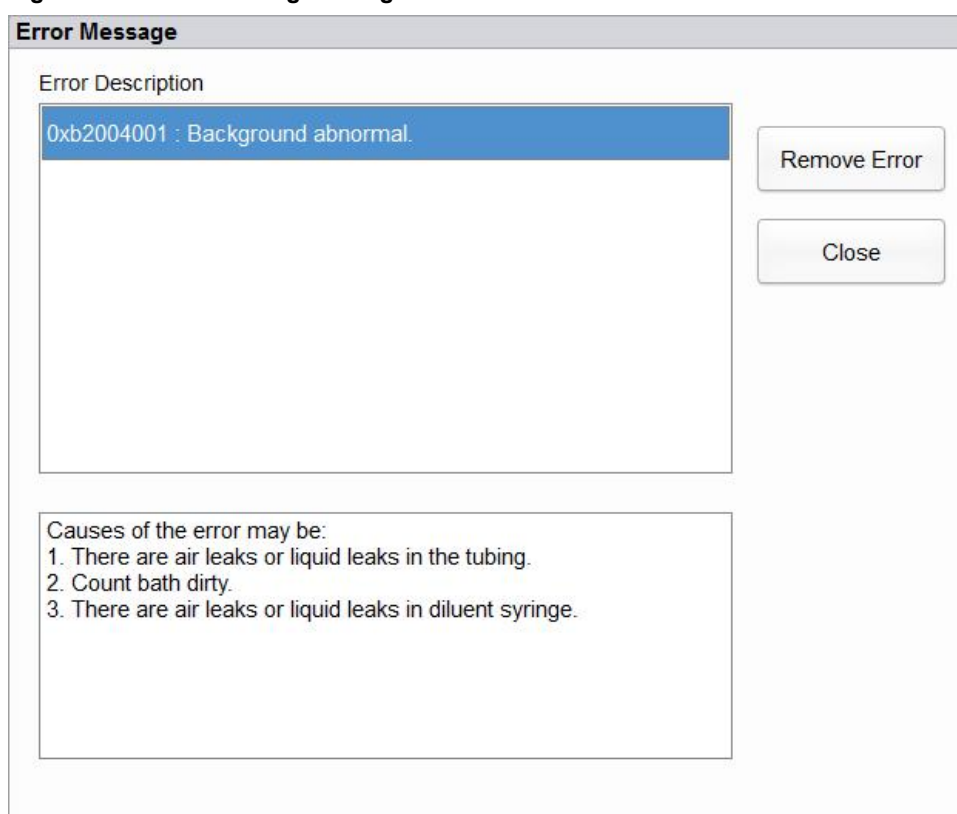 Error Message
Error Description
0xb2004001 : Background abnormal.
Remove Error
Close
Causes of the error may be:
1. There are air leaks or liquid leaks in the tubing.
2. Count bath dirty.
3. There are air leaks or liquid leaks in diluent syringe.